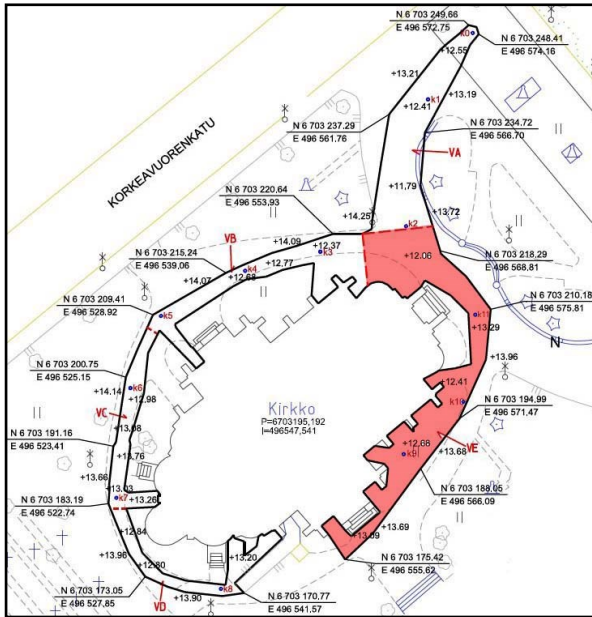 N 6 703 249.66
E 496 572.75
k0
N 6 703 248.41
E 496 574.16
+12.55
+13.21
k1
+12.41
+13.19
KORKEAVUORENKATU
N 6 703 237.29
E 496 561.76
N 6 703 234.72
E 496 566.70
VA
+11.79
N 6 703 220.64
E 496 553.93
+14.25
k2
+13.72
N 6 703 215.24
E 496 539.06
VB
+14.09
+12.37
k3
+12.06
N 6 703 218.29
E 496 568.81
+12.77
k4
+12.68
+14.07
N 6 703 209.41
E 496 528.92
k5
k11
N 6 703 210.18
E 496 575.81
+13.29
N
N 6 703 200.75
E 496 525.15
+13.96
+14.14
k6
+12.98
+12.41
k10
N 6 703 194.99
E 496 571,47
VC
Kirkko
P=6703195,192
I=496547,541
+13.08
N 6 703 191.16
E 496 523,41
+13.76
+12.68
k9
VE
+13.68
N 6 703 188.05
E 496 566.09
+13.66
+13.03
k7
+13.26
N 6 703 183,19
E 496 522.74
+13.69
+12.84
+13.09
+13.96
N 6 703 175.42
E 496 555.62
+12.80
+13.20
N 6 703 173.05
E 496 527,85
VD
+13.90
k8
N 6 703 170,77
E 496 541.57